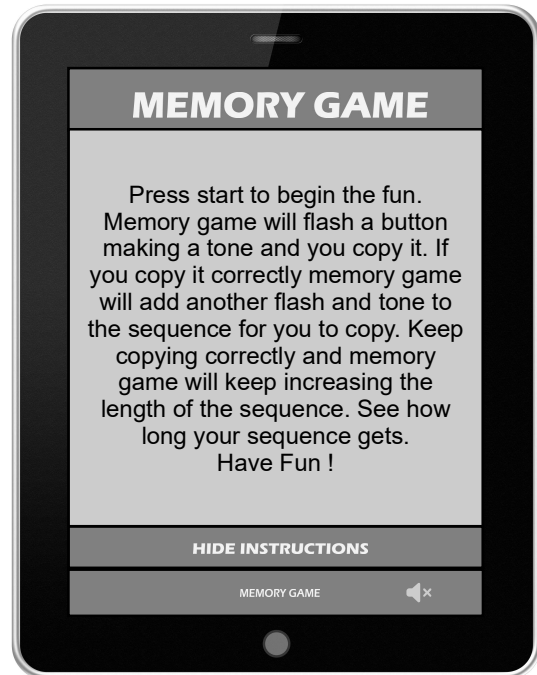 MEMORY GAME
Press start to begin the fun.
Memory game will flash a button
making a tone and you copy it. If
you copy it correctly memory game
will add another flash and tone to
the sequence for you to copy. Keep
copying correctly and memory
game will keep increasing the
length of the sequence. See how
long your sequence gets.
Have Fun !
HIDE INSTRUCTIONS
MEMORY GAME